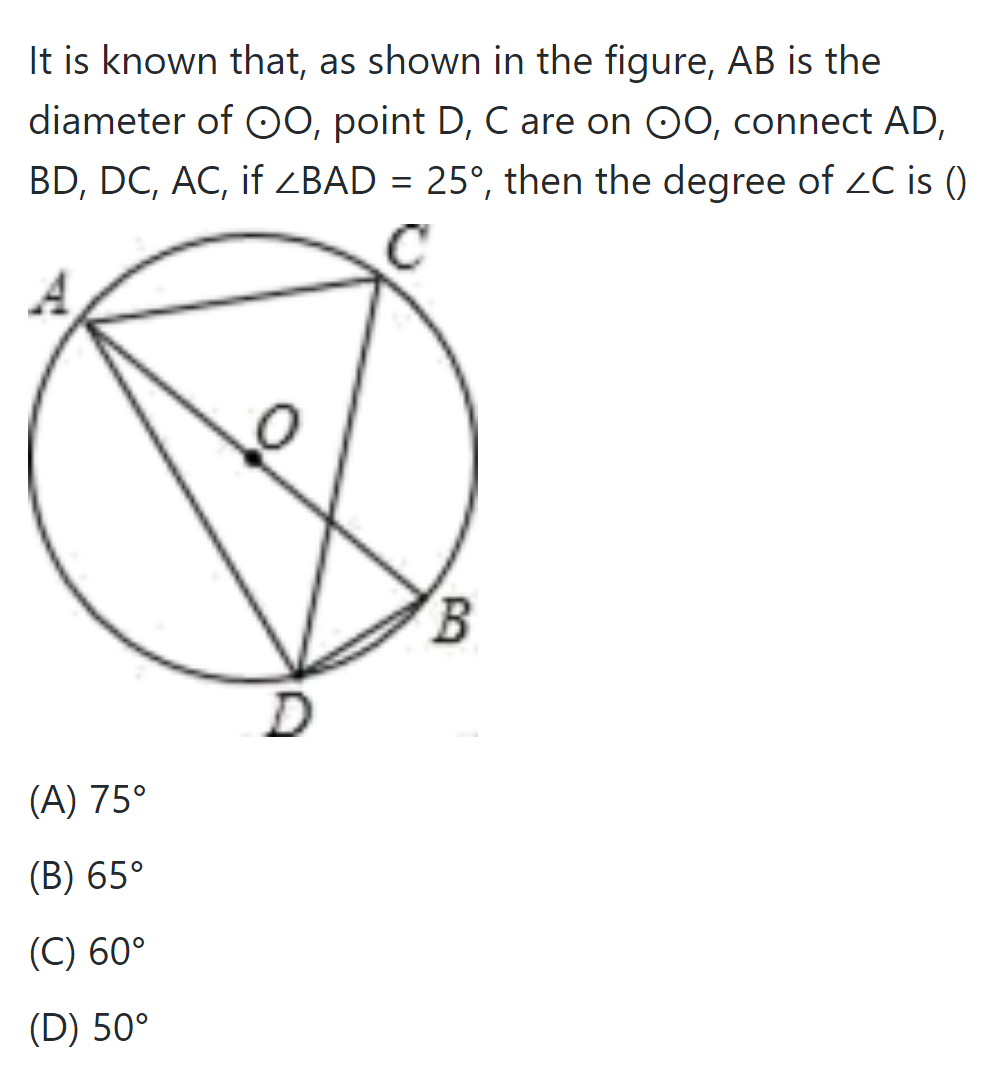 It is known that, as shown in the figure, AB is the
diameter of ⊙O, point D, C are on ⊙O, connect AD,
BD, DC, AC, if ∠BAD = 25°, then the degree of ∠C is ()
C
A
O
B
D
(A) 75°
(B) 65°
(C) 60°
(D) 50°